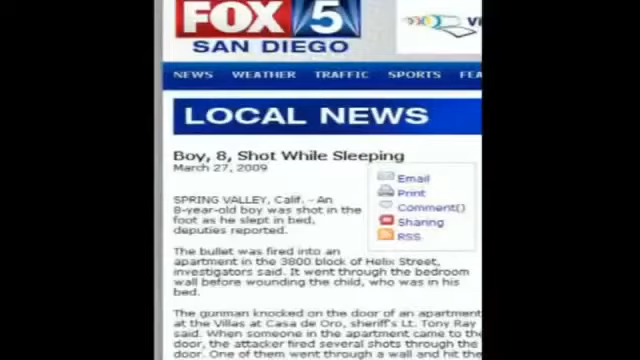 FOX 5
SAN DIEGO
NEWS WEATHER TRAFFIC SPORTS
LOCAL NEWS
Boy, 8, Shot While Sleeping
March 27, 2009
Email
Print
Comment()
Sharing
RSS
SPRING VALLEY, Calif. - An
8-year-old boy was shot in the
foot as he slept in bed,
deputies reported.
The bullet was fired into an
apartment in the 3800 block of Helix Street,
investigators said. It went through the bedroom
wall before wounding the child, who was in his
bed.
The gunman knocked on the door of an apartment
at the Villas at Casa de Oro, sheriff's Lt. Tony Ray
said. When someone in the apartment came to the
door, the attacker fired several shots through the
door. One of them went through a wall and hit the